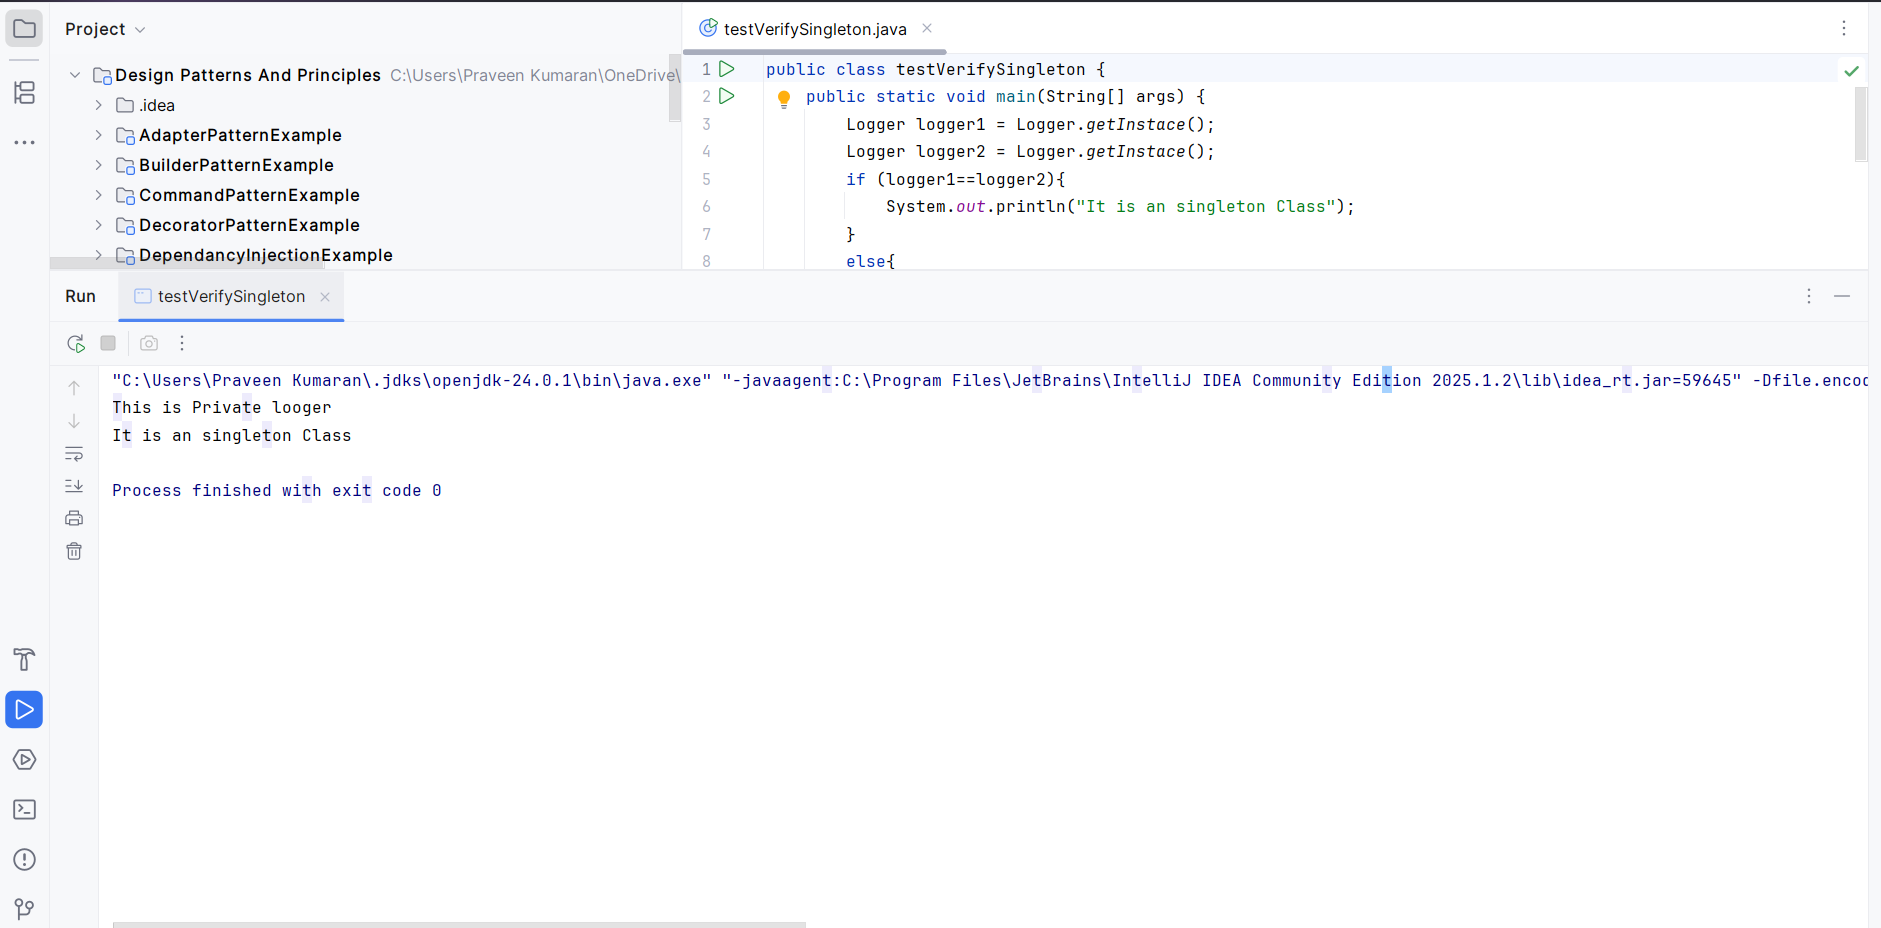 Project
Design Patterns And Principles C:\Users\Praveen Kumaran\OneDrive\
.idea
AdapterPatternExample
BuilderPatternExample
CommandPatternExample
DecoratorPatternExample
DependancyInjectionExample
testVerifySingleton.java
1 public class testVerifySingleton {
2 public static void main(String[] args) {
3 Logger logger1 = Logger.getInstace();
4 Logger logger2 = Logger.getInstace();
5 if (logger1==logger2){
6 System.out.println("It is an singleton Class");
7 }
8 else{
Run testVerifySingleton
"C:\Users\Praveen Kumaran\.jdks\openjdk-24.0.1\bin\java.exe" "-javaagent:C:\Program Files\JetBrains\IntelliJ IDEA Community Edition 2025.1.2\lib\idea_rt.jar=59645" -Dfile.encod
This is Private looger
It is an singleton Class
Process finished with exit code 0